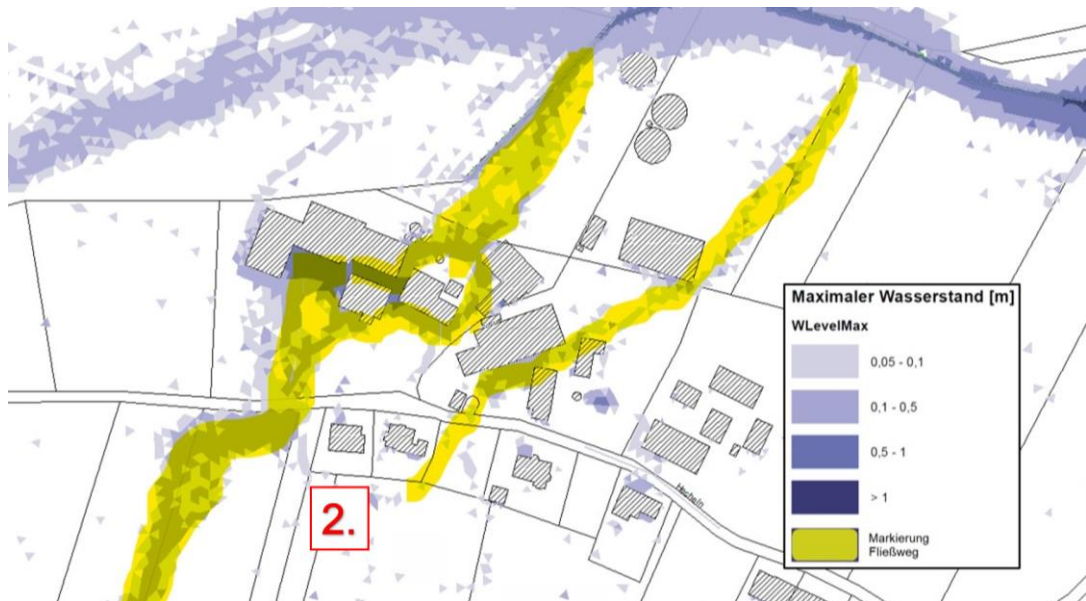 Maximaler Wasserstand [m]
WLevelMax
0,05 - 0,1
0,1 - 0,5
0,5 - 1
> 1
Markierung
Fließweg
2.